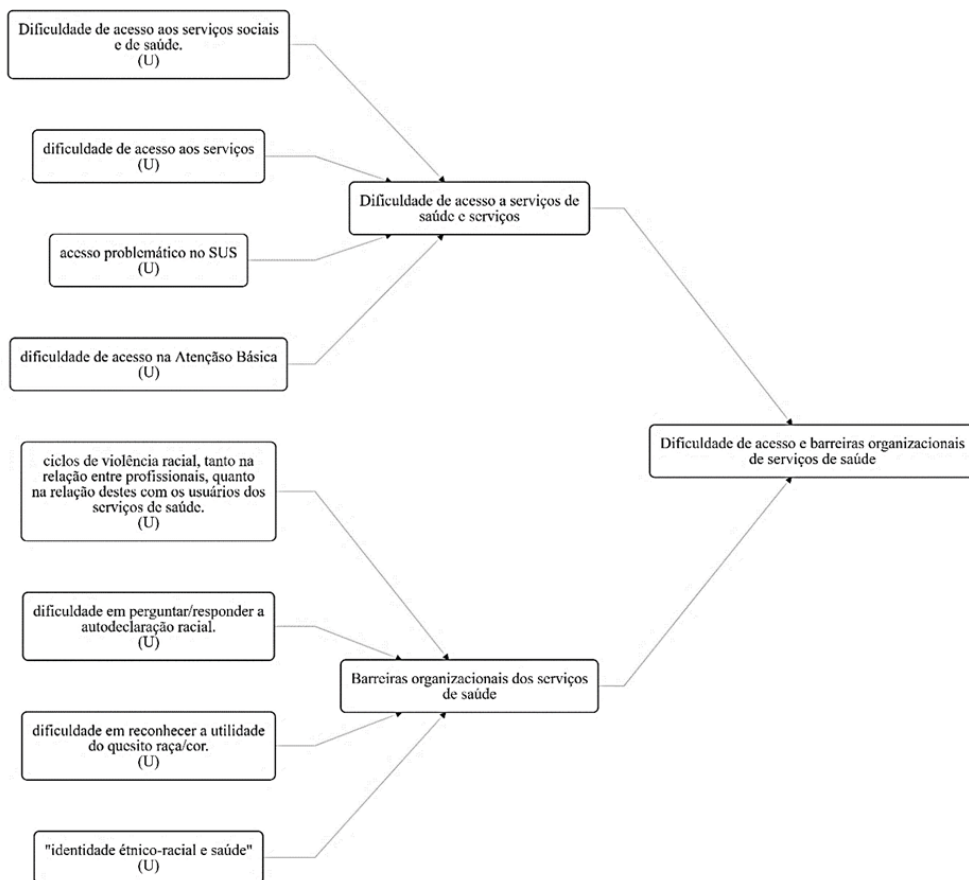 Dificuldade de acesso aos serviços sociais
e de saúde.
(U)
dificuldade de acesso aos serviços
(U)
acesso problemático no SUS
(U)
dificuldade de acesso na Atençãso Básica
(U)
Dificuldade de acesso a serviços de
saúde e serviços
ciclos de violência racial, tanto na
relação entre profissionais, quanto
na relação destes com os usuários dos
serviços de saúde.
(U)
dificuldade em perguntar/responder a
autodeclaração racial.
(U)
dificuldade em reconhecer a utilidade
do quesito raça/cor.
(U)
"identidade étnico-racial e saúde"
(U)
Barreiras organizacionais dos serviços
de saúde
Dificuldade de acesso e barreiras organizacionais
de serviços de saúde